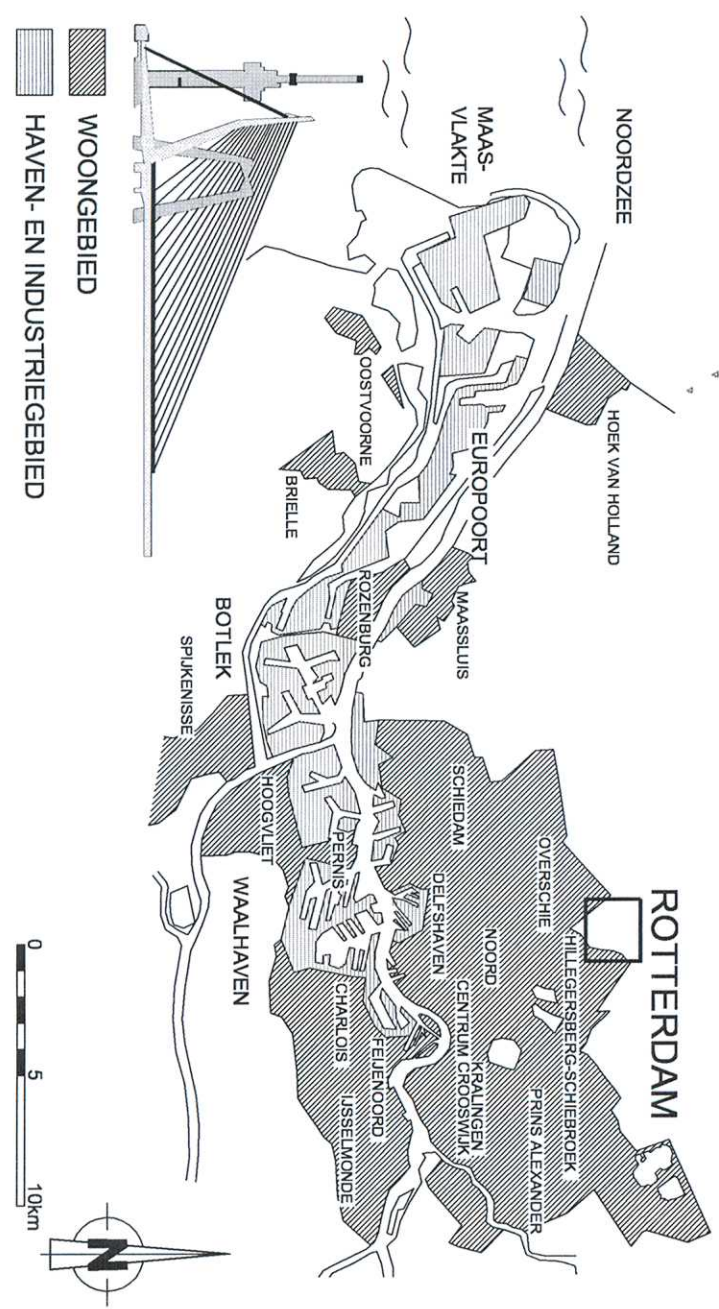 ROTTERDAM
NOORDZEE
HOEK VAN HOLLAND
MAAS-
VLAKTE
EUROPOORT
MAASSLUIS
OOSTVOORNE
BRIELLE
ROZENBURG
BOTLEK
SPIJKENISSE
HOOGVLIET
PERNIS
WAALHAVEN
SCHIEDAM
OVERSCHIE
HILLEGERSBERG-SCHIEBROEK
PRINS ALEXANDER
NOORD
DELFSHAVEN
KRALINGEN
CENTRUM CROOSWIJK
CHARLOIS
FEIJENOORD
IJSSELMONDE
WOONGEBIED
HAVEN- EN INDUSTRIEGEBIED
0 5 10km
N